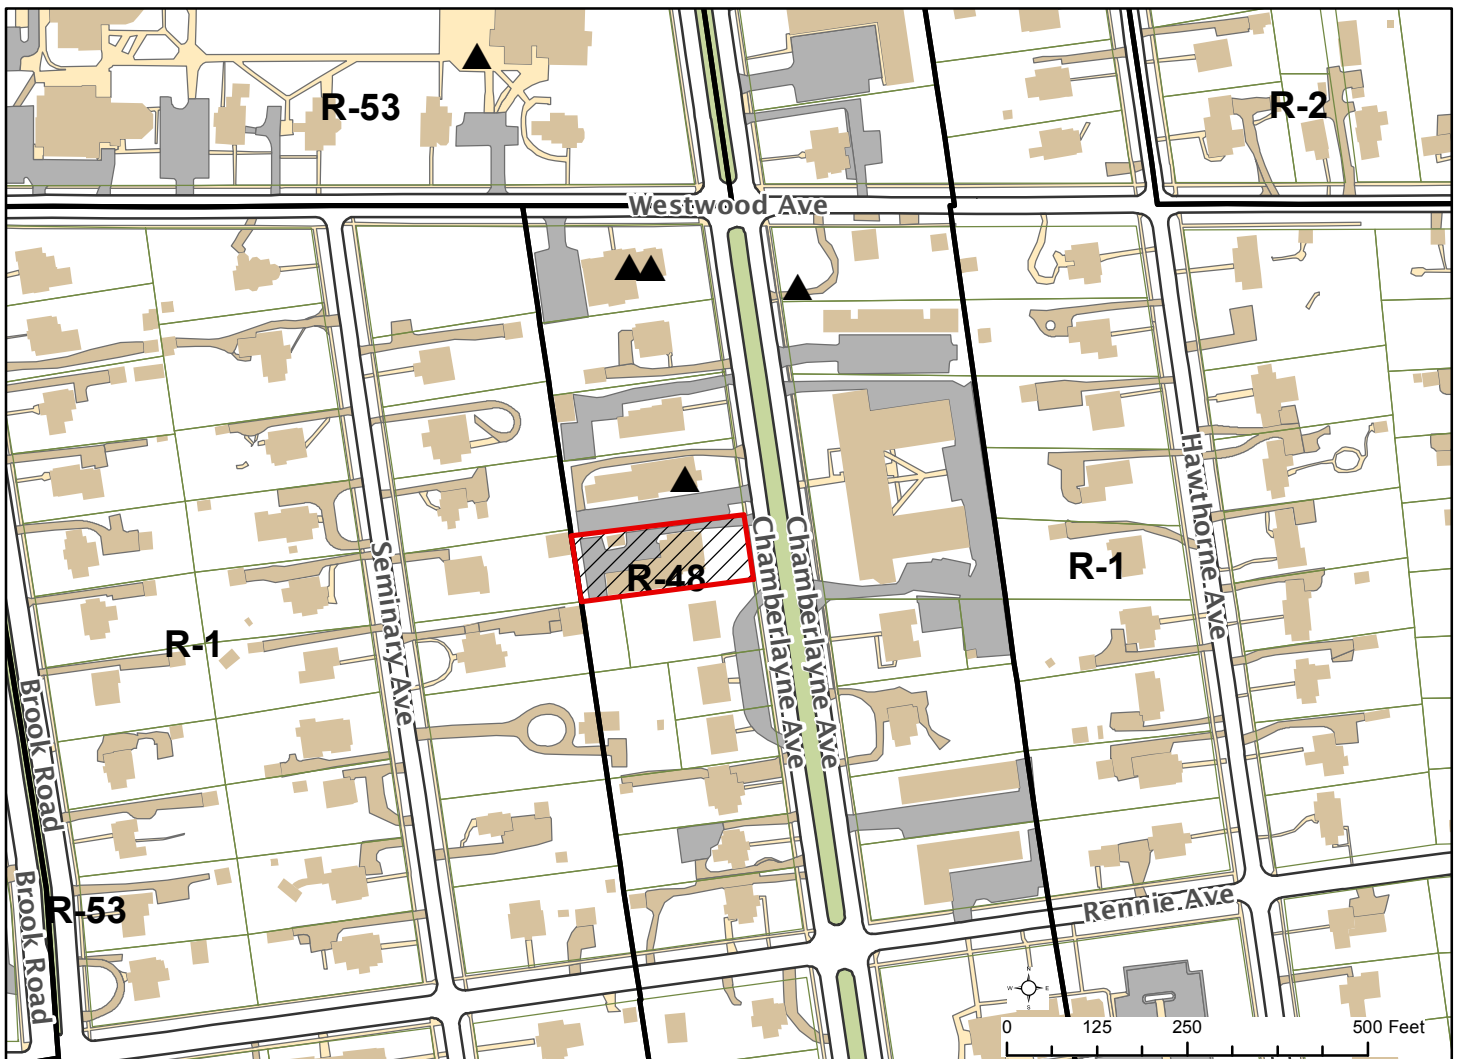 R-53
R-2
Westwood Ave
Hawthorne Ave
Chamberlayne Ave
Chamberlayne Ave
Seminary Ave
R-48
R-1
R-1
Brook Road
Brook Road
R-53
Rennie Ave
N
W E
S
0 125 250 500 Feet